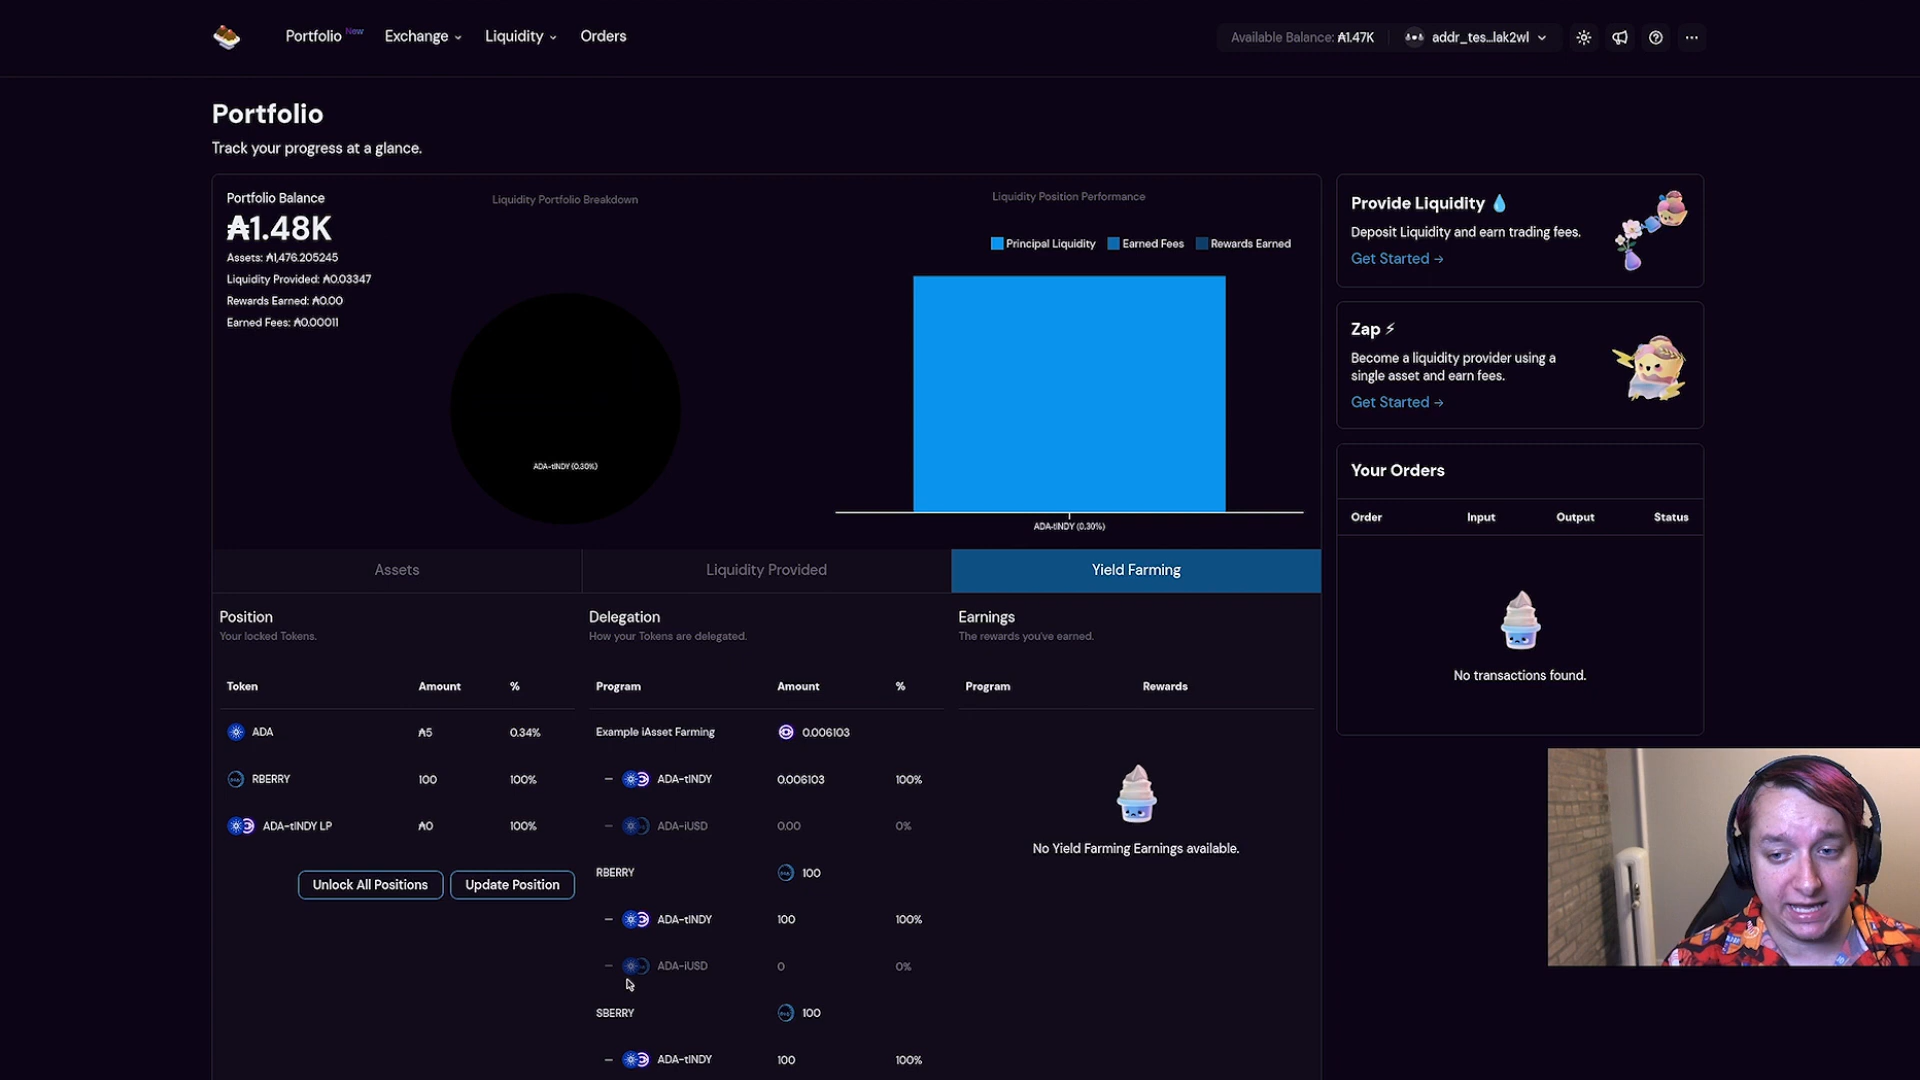 Portfolio New Exchange Liquidity Orders
Available Balance: ₳1.47K addr_tes...lak2wl
Portfolio
Track your progress at a glance.
Portfolio Balance
₳1.48K
Assets: ₳1,476.205245
Liquidity Provided: ₳0.03347
Rewards Earned: ₳0.00
Earned Fees: ₳0.00011
Liquidity Portfolio Breakdown
ADA-tINDY (0.30%)
Liquidity Position Performance
Principal Liquidity Earned Fees Rewards Earned
ADA-tINDY (0.30%)
Provide Liquidity
Deposit Liquidity and earn trading fees.
Get Started →
Zap ⚡
Become a liquidity provider using a
single asset and earn fees.
Get Started →
Your Orders
Order Input Output Status
No transactions found.
Assets Liquidity Provided Yield Farming
Position
Your locked Tokens.
Token Amount %
ADA ₳5 0.34%
RBERRY 100 100%
ADA-tINDY LP ₳0 100%
Unlock All Positions Update Position
Delegation
How your Tokens are delegated.
Program Amount %
Example iAsset Farming 0.006103
– ADA-tINDY 0.006103 100%
– ADA-iUSD 0.00 0%
RBERRY 100
– ADA-tINDY 100 100%
– ADA-iUSD 0 0%
SBERRY 100
– ADA-tINDY 100 100%
Earnings
The rewards you've earned.
Program Rewards
No Yield Farming Earnings available.